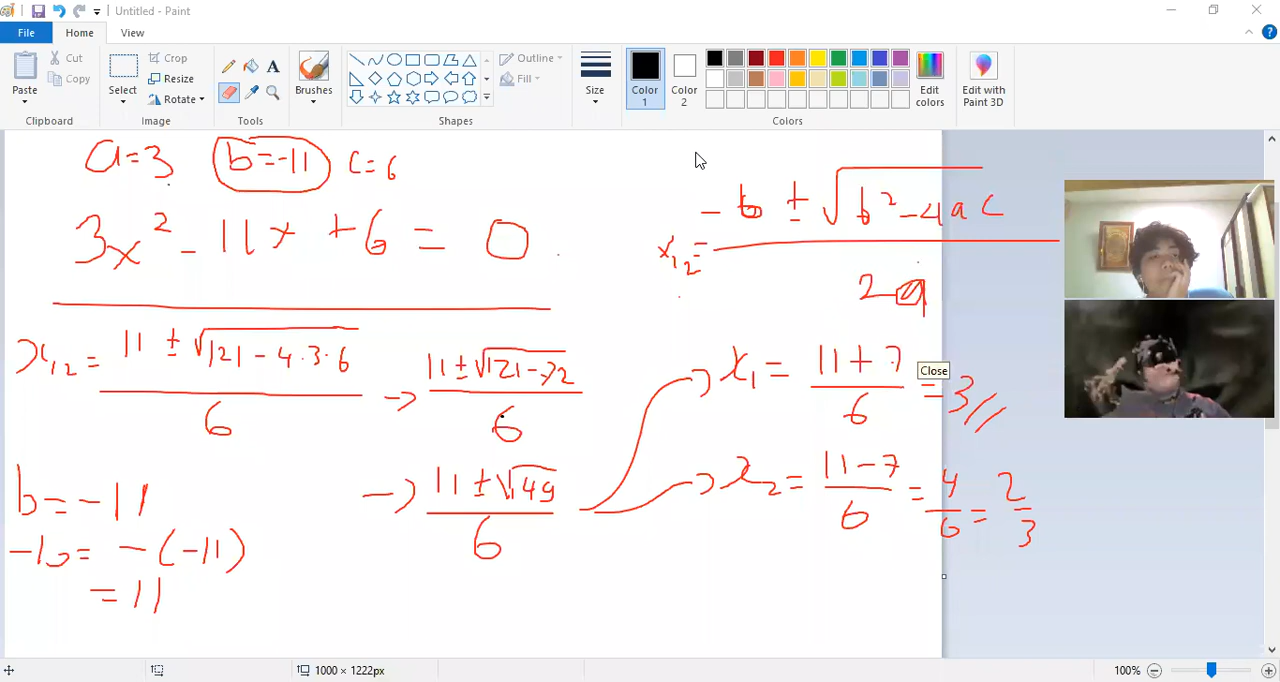 Untitled - Paint
File Home View
Paste Cut Copy Select Crop Resize Rotate Brushes Outline Fill Size Color 1 Color 2 Edit colors Edit with Paint 3D
Clipboard Image Tools Shapes Colors
a=3 b=-11 c=6
3x² - 11x + 6 = 0
x₁₂ = (-b ± √(b² - 4ac)) / 2a
x₁₂ = (11 ± √(121 - 4·3·6)) / 6 → (11 ± √(121 - 72)) / 6
x₁ = (11 + 7) / 6 = 3
Close
→ (11 ± √49) / 6
x₂ = (11 - 7) / 6 = 4/6 = 2/3
b = -11
-b = -(-11)
= 11
1000 × 1222px 100%